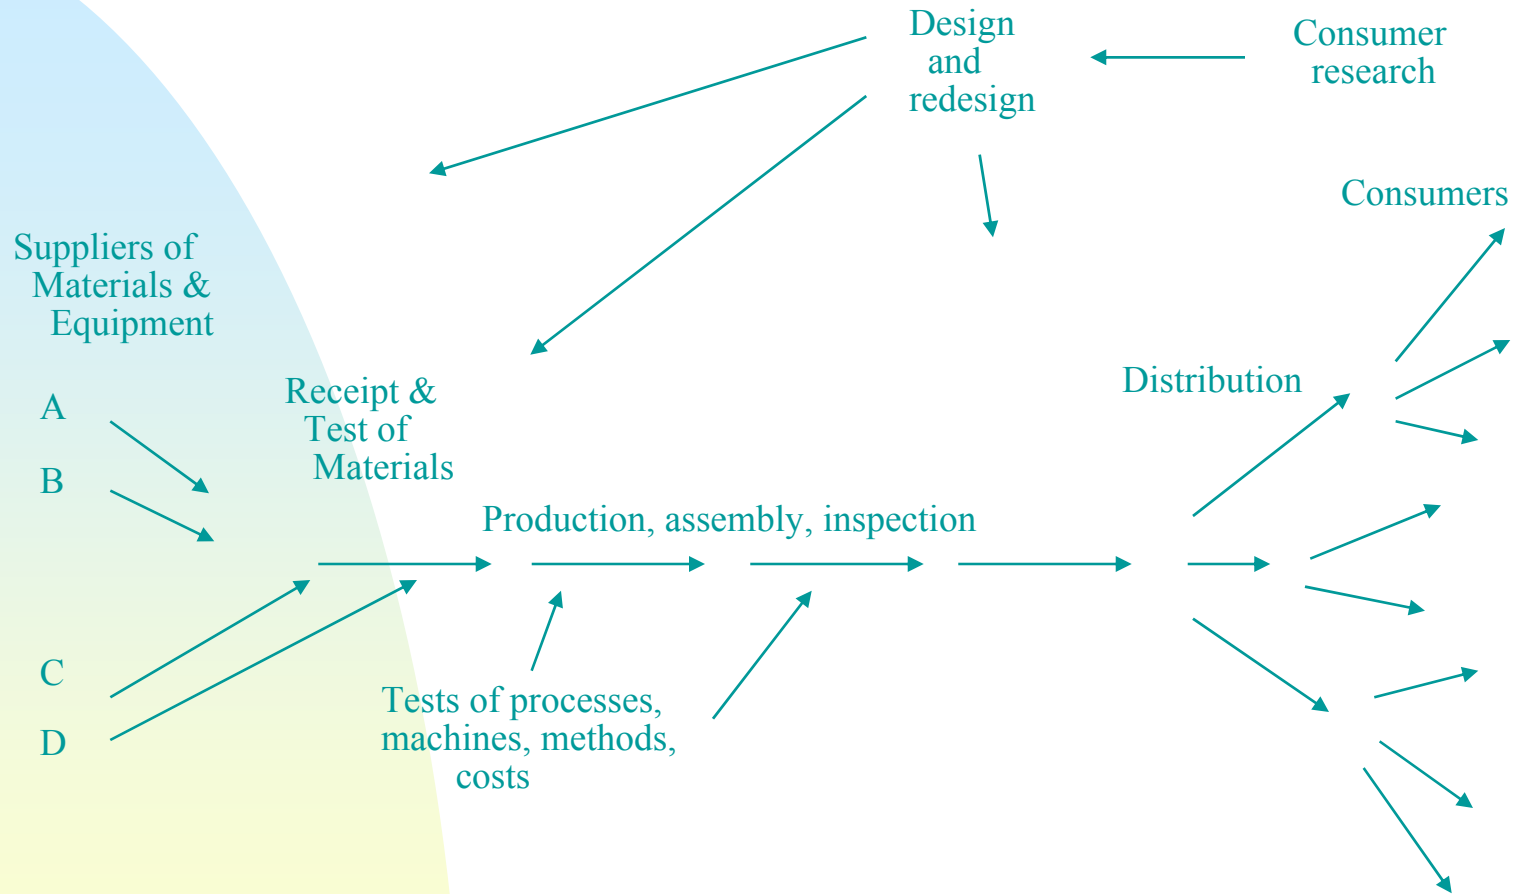 Design
and
redesign
Consumer
research
Consumers
Suppliers of
Materials &
Equipment
Receipt &
Test of
Materials
Distribution
A
B
Production, assembly, inspection
C
D
Tests of processes,
machines, methods,
costs